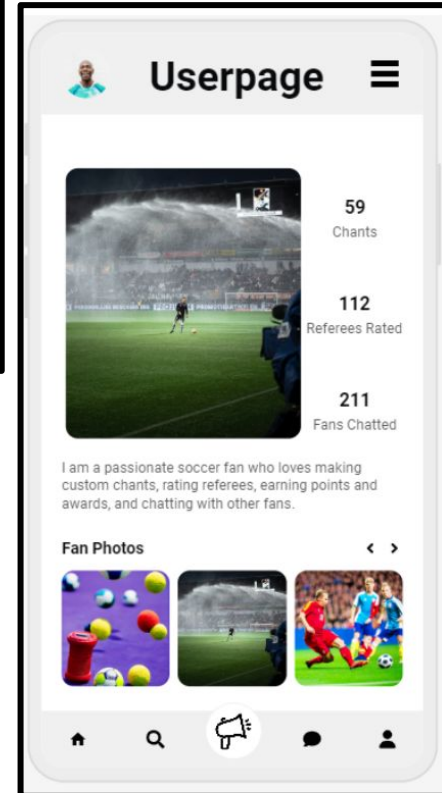 Userpage
59
Chants
112
Referees Rated
211
Fans Chatted
I am a passionate soccer fan who loves making
custom chants, rating referees, earning points and
awards, and chatting with other fans.
Fan Photos